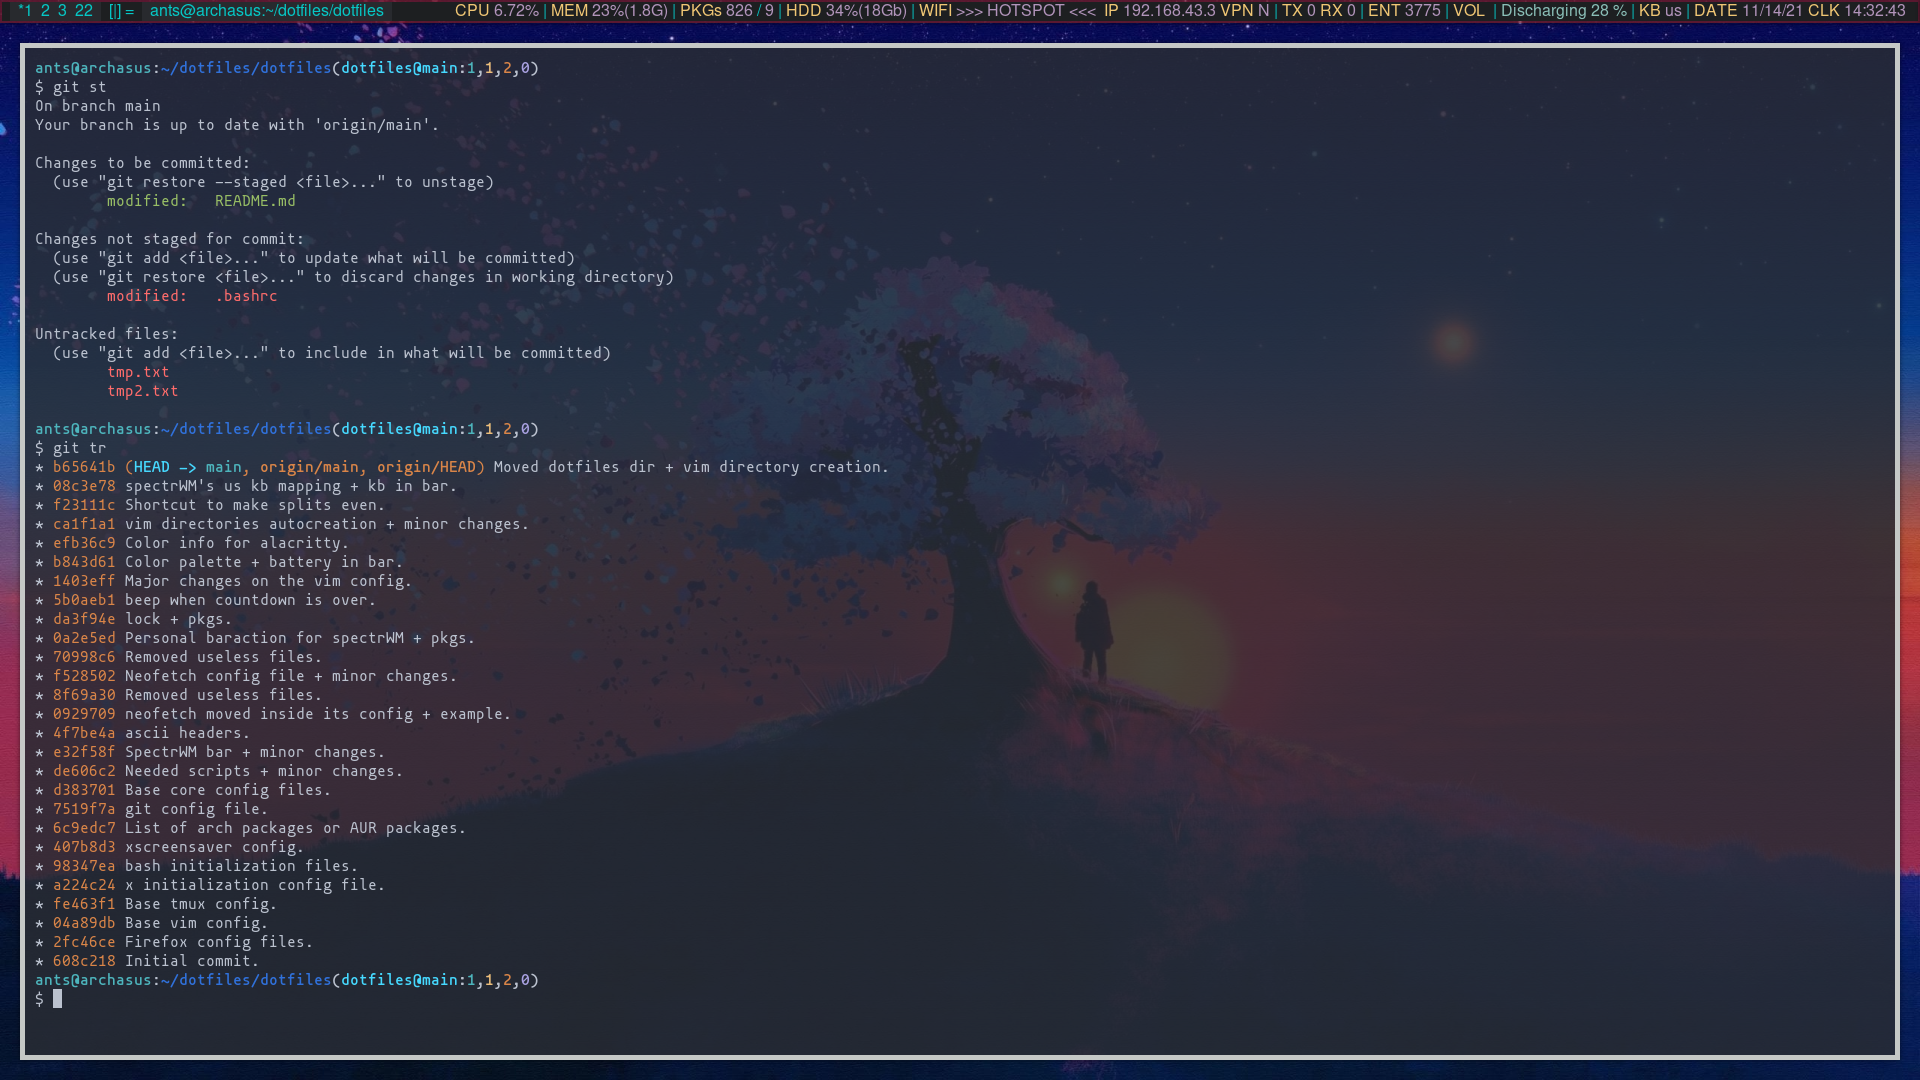 *1 2 3 22 [|] = ants@archasus:~/dotfiles/dotfiles CPU 6.72% | MEM 23%(1.8G) | PKGs 826 / 9 | HDD 34%(18Gb) | WIFI >>> HOTSPOT <<< IP 192.168.43.3 VPN N | TX 0 RX 0 | ENT 3775 | VOL | Discharging 28 % | KB us | DATE 11/14/21 CLK 14:32:43
ants@archasus:~/dotfiles/dotfiles(dotfiles@main:1,1,2,0)
$ git st
On branch main
Your branch is up to date with 'origin/main'.
Changes to be committed:
  (use "git restore --staged <file>..." to unstage)
        modified:   README.md
Changes not staged for commit:
  (use "git add <file>..." to update what will be committed)
  (use "git restore <file>..." to discard changes in working directory)
        modified:   .bashrc
Untracked files:
  (use "git add <file>..." to include in what will be committed)
        tmp.txt
        tmp2.txt
ants@archasus:~/dotfiles/dotfiles(dotfiles@main:1,1,2,0)
$ git tr
* b65641b (HEAD -> main, origin/main, origin/HEAD) Moved dotfiles dir + vim directory creation.
* 08c3e78 spectrWM's us kb mapping + kb in bar.
* f23111c Shortcut to make splits even.
* ca1f1a1 vim directories autocreation + minor changes.
* efb36c9 Color info for alacritty.
* b843d61 Color palette + battery in bar.
* 1403eff Major changes on the vim config.
* 5b0aeb1 beep when countdown is over.
* da3f94e lock + pkgs.
* 0a2e5ed Personal baraction for spectrWM + pkgs.
* 70998c6 Removed useless files.
* f528502 Neofetch config file + minor changes.
* 8f69a30 Removed useless files.
* 0929709 neofetch moved inside its config + example.
* 4f7be4a ascii headers.
* e32f58f SpectrWM bar + minor changes.
* de606c2 Needed scripts + minor changes.
* d383701 Base core config files.
* 7519f7a git config file.
* 6c9edc7 List of arch packages or AUR packages.
* 407b8d3 xscreensaver config.
* 98347ea bash initialization files.
* a224c24 x initialization config file.
* fe463f1 Base tmux config.
* 04a89db Base vim config.
* 2fc46ce Firefox config files.
* 608c218 Initial commit.
ants@archasus:~/dotfiles/dotfiles(dotfiles@main:1,1,2,0)
$